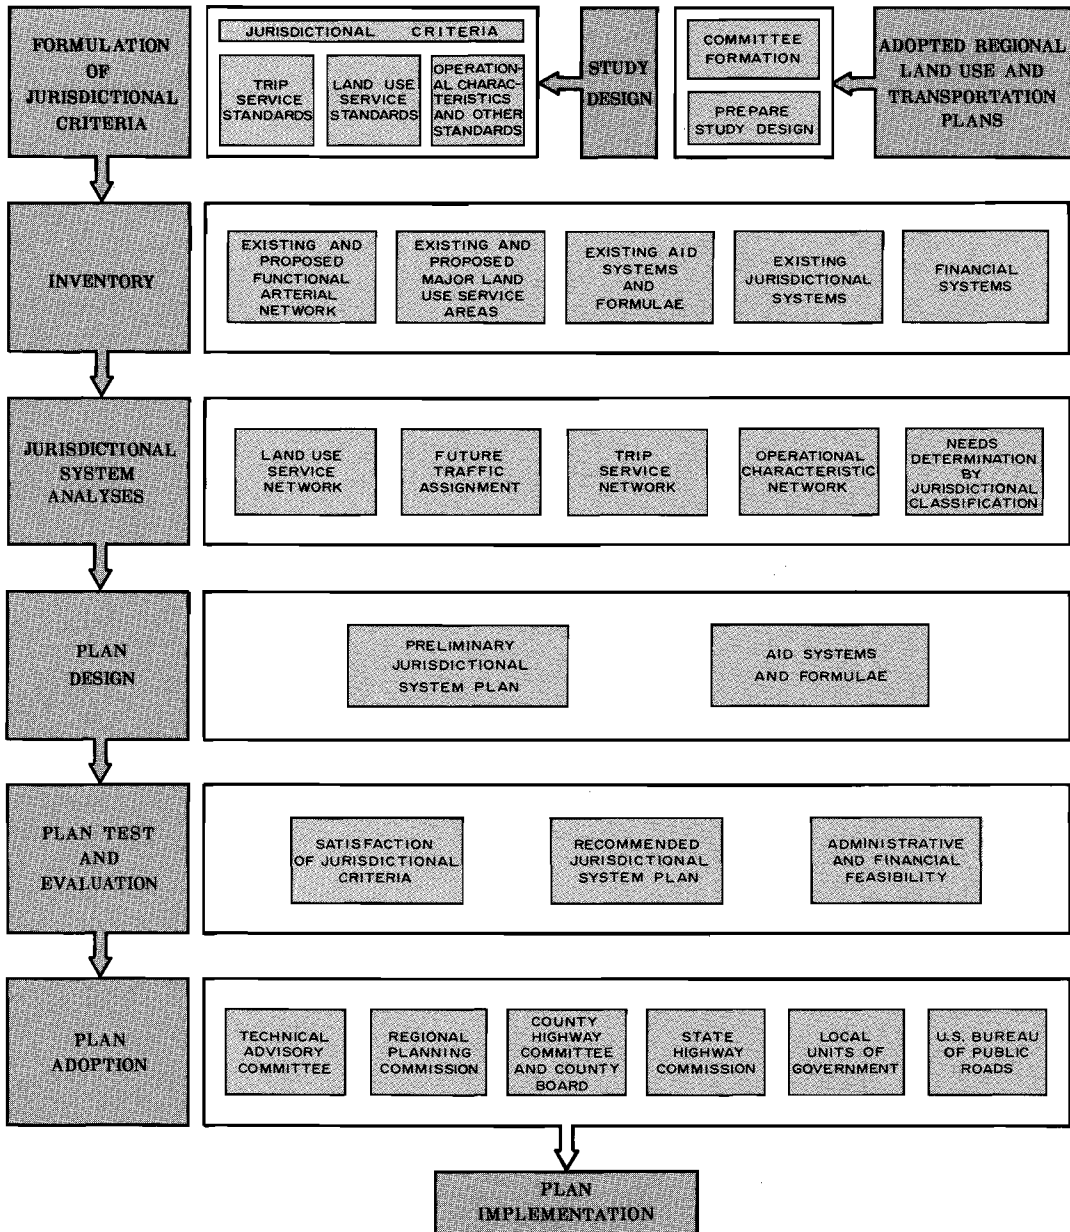 FORMULATION
OF
JURISDICTIONAL
CRITERIA
JURISDICTIONAL CRITERIA
TRIP
SERVICE
STANDARDS
LAND USE
SERVICE
STANDARDS
OPERATION-
AL CHARAC-
TERISTICS
AND OTHER
STANDARDS
STUDY
DESIGN
COMMITTEE
FORMATION
PREPARE
STUDY DESIGN
ADOPTED REGIONAL
LAND USE AND
TRANSPORTATION
PLANS
INVENTORY
EXISTING AND
PROPOSED
FUNCTIONAL
ARTERIAL
NETWORK
EXISTING AND
PROPOSED
MAJOR LAND
USE SERVICE
AREAS
EXISTING AID
SYSTEMS
AND
FORMULAE
EXISTING
JURISDICTIONAL
SYSTEMS
FINANCIAL
SYSTEMS
JURISDICTIONAL
SYSTEM
ANALYSES
LAND USE
SERVICE
NETWORK
FUTURE
TRAFFIC
ASSIGNMENT
TRIP
SERVICE
NETWORK
OPERATIONAL
CHARACTERISTIC
NETWORK
NEEDS
DETERMINATION
BY
JURISDICTIONAL
CLASSIFICATION
PLAN
DESIGN
PRELIMINARY
JURISDICTIONAL
SYSTEM PLAN
AID SYSTEMS
AND FORMULAE
PLAN TEST
AND
EVALUATION
SATISFACTION
OF JURISDICTIONAL
CRITERIA
RECOMMENDED
JURISDICTIONAL
SYSTEM PLAN
ADMINISTRATIVE
AND FINANCIAL
FEASIBILITY
PLAN
ADOPTION
TECHNICAL
ADVISORY
COMMITTEE
REGIONAL
PLANNING
COMMISSION
COUNTY
HIGHWAY
COMMITTEE
AND COUNTY
BOARD
STATE
HIGHWAY
COMMISSION
LOCAL
UNITS OF
GOVERNMENT
U.S. BUREAU
OF PUBLIC
ROADS
PLAN
IMPLEMENTATION